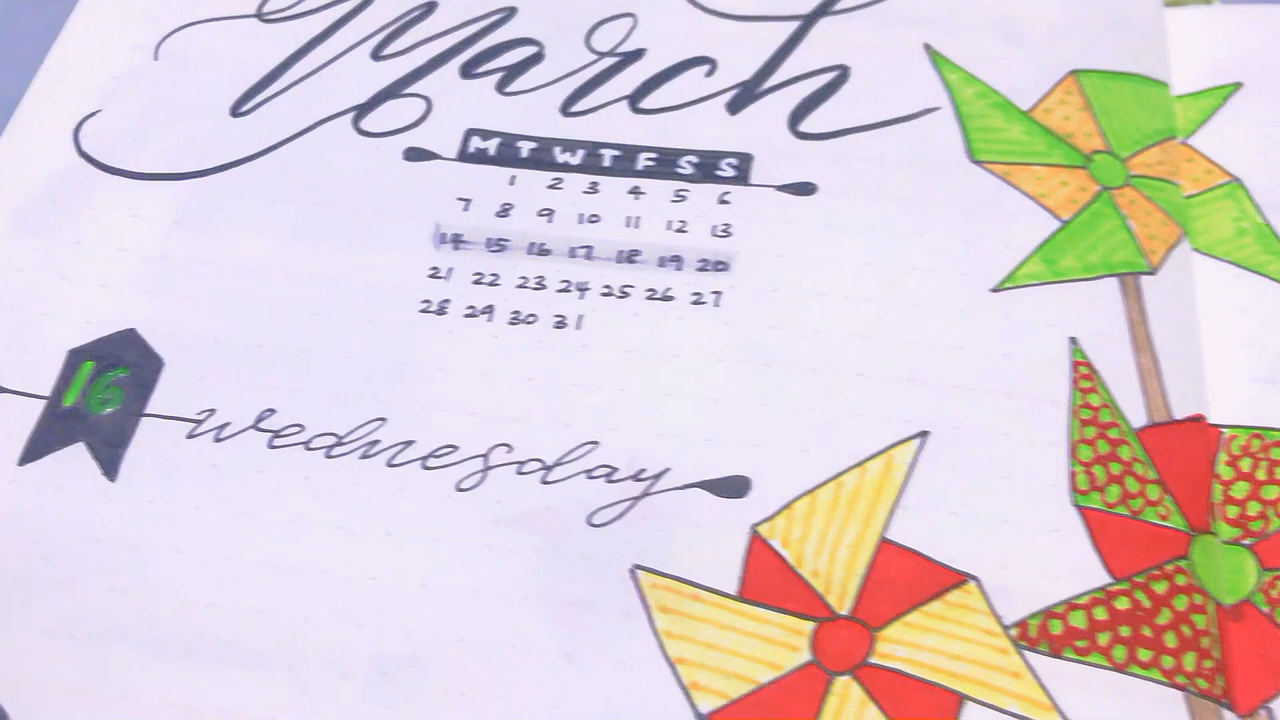 March
M T W T F S S
1 2 3 4 5 6
7 8 9 10 11 12 13
14 15 16 17 18 19 20
21 22 23 24 25 26 27
28 29 30 31
16 wednesday